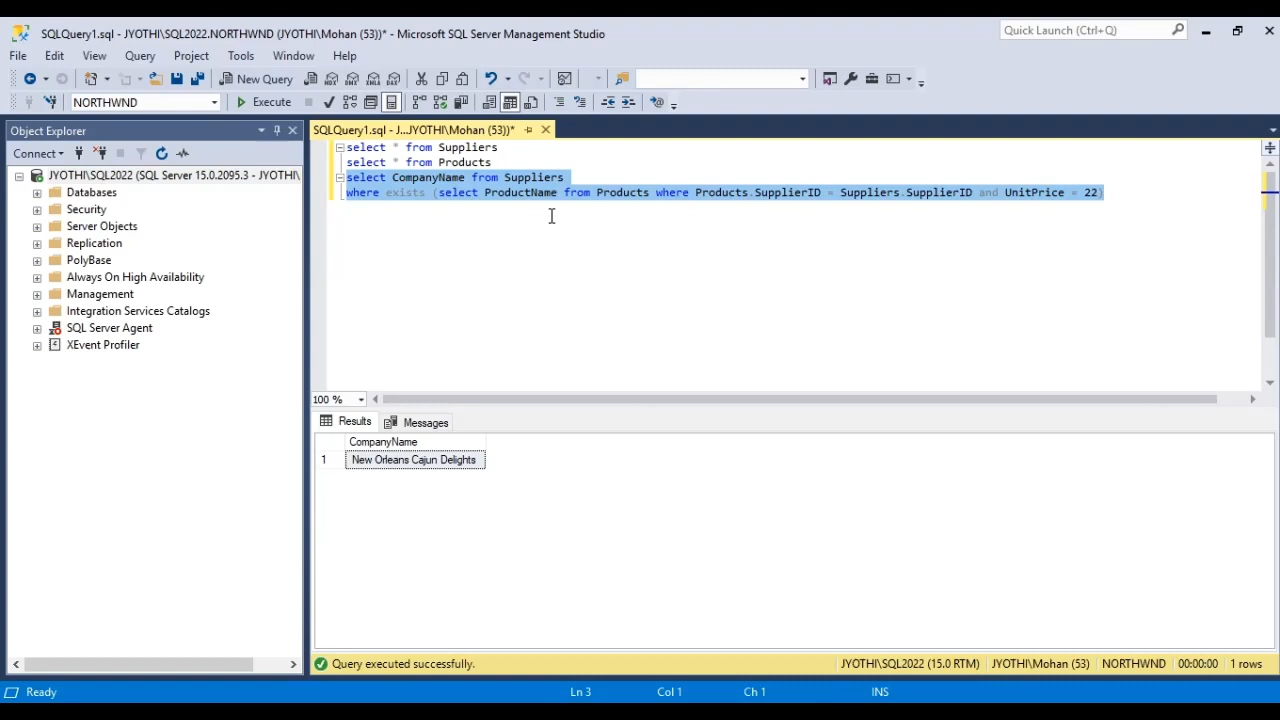 SQLQuery1.sql - JYOTHI\SQL2022.NORTHWND (JYOTHI\Mohan (53))* - Microsoft SQL Server Management Studio
Quick Launch (Ctrl+Q)
File Edit View Query Project Tools Window Help
New Query
MDX DMX XMLA DAX
NORTHWND
Execute
Object Explorer
SQLQuery1.sql - J...JYOTHI\Mohan (53))*
Connect
JYOTHI\SQL2022 (SQL Server 15.0.2095.3 - JYOTHI\
Databases
Security
Server Objects
Replication
PolyBase
Always On High Availability
Management
Integration Services Catalogs
SQL Server Agent
XEvent Profiler
select * from Suppliers
select * from Products
select CompanyName from Suppliers
where exists (select ProductName from Products where Products.SupplierID = Suppliers.SupplierID and UnitPrice = 22)
100 %
Results Messages
CompanyName
1 New Orleans Cajun Delights
Query executed successfully.
JYOTHI\SQL2022 (15.0 RTM) JYOTHI\Mohan (53) NORTHWND 00:00:00 1 rows
Ready Ln 3 Col 1 Ch 1 INS